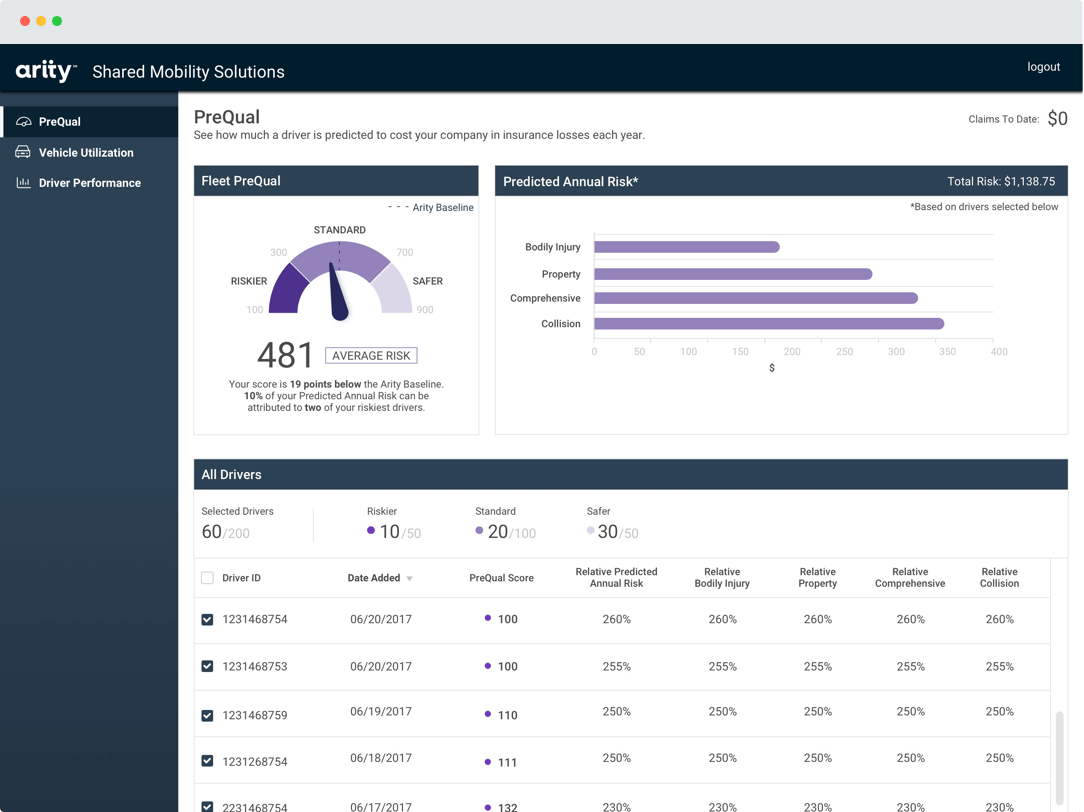 arity™ Shared Mobility Solutions
logout
PreQual
Vehicle Utilization
Driver Performance
PreQual
See how much a driver is predicted to cost your company in insurance losses each year.
Claims To Date: $0
Fleet PreQual
- - - Arity Baseline
STANDARD
300 700
RISKIER SAFER
100 900
481 AVERAGE RISK
Your score is 19 points below the Arity Baseline.
10% of your Predicted Annual Risk can be
attributed to two of your riskiest drivers.
Predicted Annual Risk* Total Risk: $1,138.75
*Based on drivers selected below
Bodily Injury
Property
Comprehensive
Collision
0 50 100 150 200 250 300 350 400
$
All Drivers
Selected Drivers Riskier Standard Safer
60/200 10/50 20/100 30/50
Driver ID Date Added PreQual Score Relative Predicted Annual Risk Relative Bodily Injury Relative Property Relative Comprehensive Relative Collision
1231468754 06/20/2017 100 260% 260% 260% 260% 260%
1231468753 06/20/2017 100 255% 255% 255% 255% 255%
1231468759 06/19/2017 110 250% 250% 250% 250% 250%
1231268754 06/18/2017 111 250% 250% 250% 250% 250%
2231468754 06/17/2017 132 230% 230% 230% 230% 230%